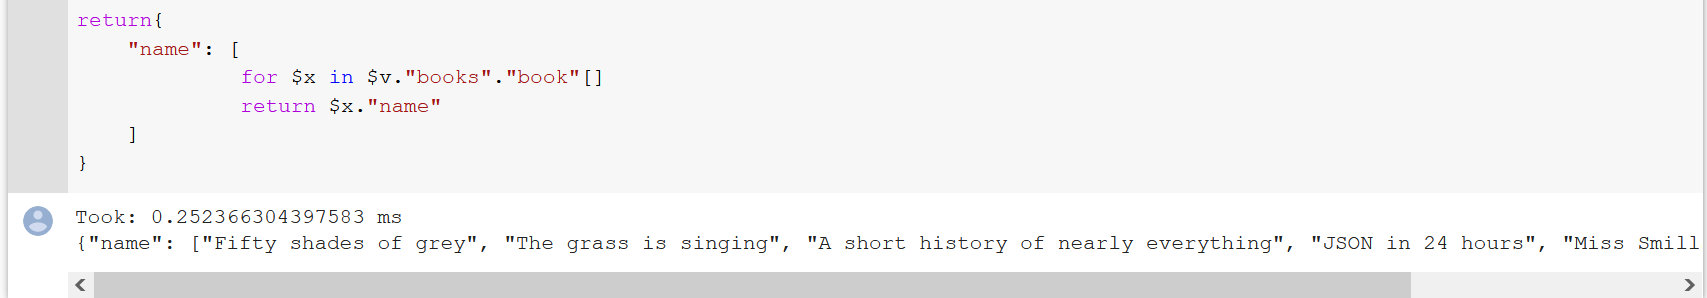 return{
"name": [
for $x in $v."books"."book"[]
return $x."name"
]
}
Took: 0.252366304397583 ms
{"name": ["Fifty shades of grey", "The grass is singing", "A short history of nearly everything", "JSON in 24 hours", "Miss Smill